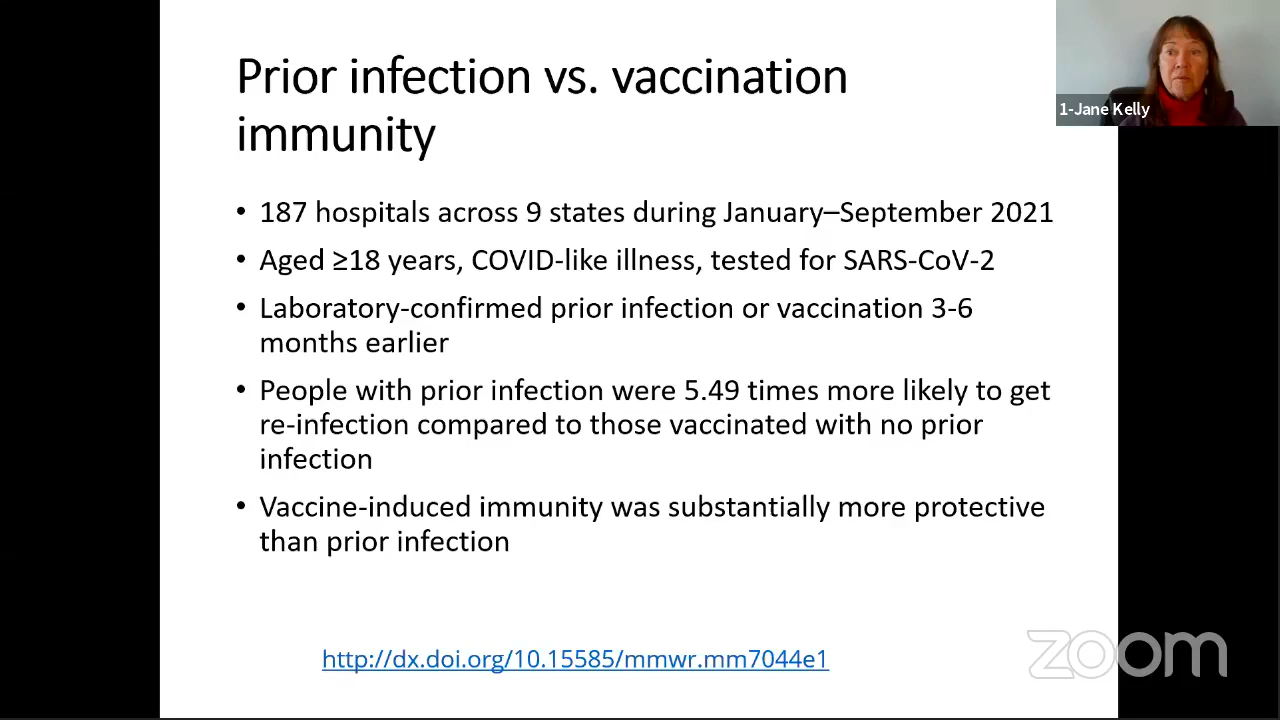 Prior infection vs. vaccination
immunity
1-Jane Kelly
• 187 hospitals across 9 states during January–September 2021
• Aged ≥18 years, COVID-like illness, tested for SARS-CoV-2
• Laboratory-confirmed prior infection or vaccination 3-6
months earlier
• People with prior infection were 5.49 times more likely to get
re-infection compared to those vaccinated with no prior
infection
• Vaccine-induced immunity was substantially more protective
than prior infection
http://dx.doi.org/10.15585/mmwr.mm7044e1
zoom